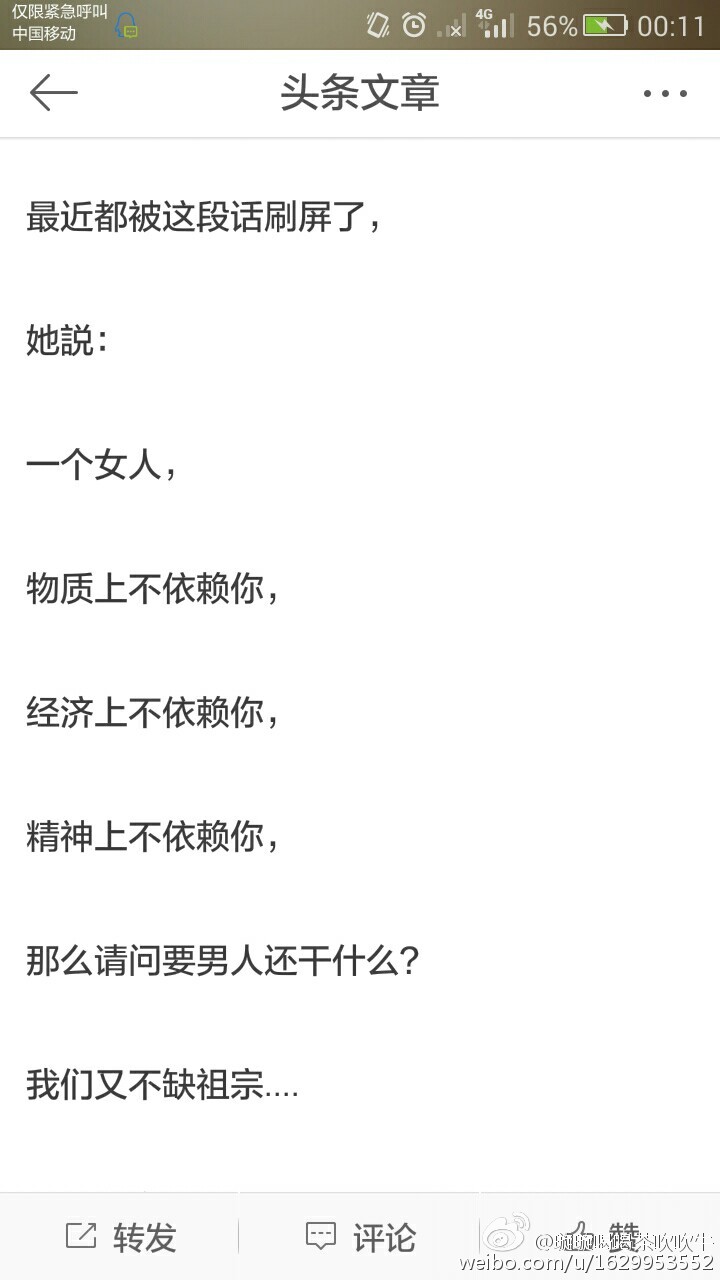 仅限紧急呼叫
中国移动
4G 56% 00:11
头条文章
最近都被这段话刷屏了，
她説：
一个女人，
物质上不依赖你，
经济上不依赖你，
精神上不依赖你，
那么请问要男人还干什么？
我们又不缺祖宗....
转发 评论 赞
weibo.com/u/1629953552